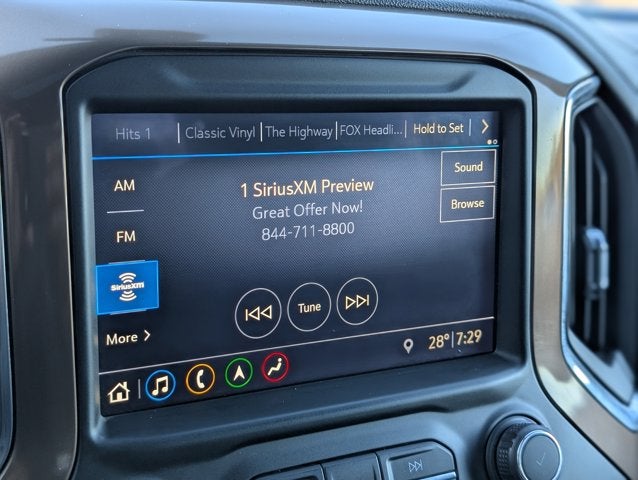 Hits 1 Classic Vinyl The Highway FOX Headli... Hold to Set
AM
1 SiriusXM Preview
Sound
Great Offer Now!
Browse
FM
844-711-8800
SiriusXM
Tune
More
28° 7:29